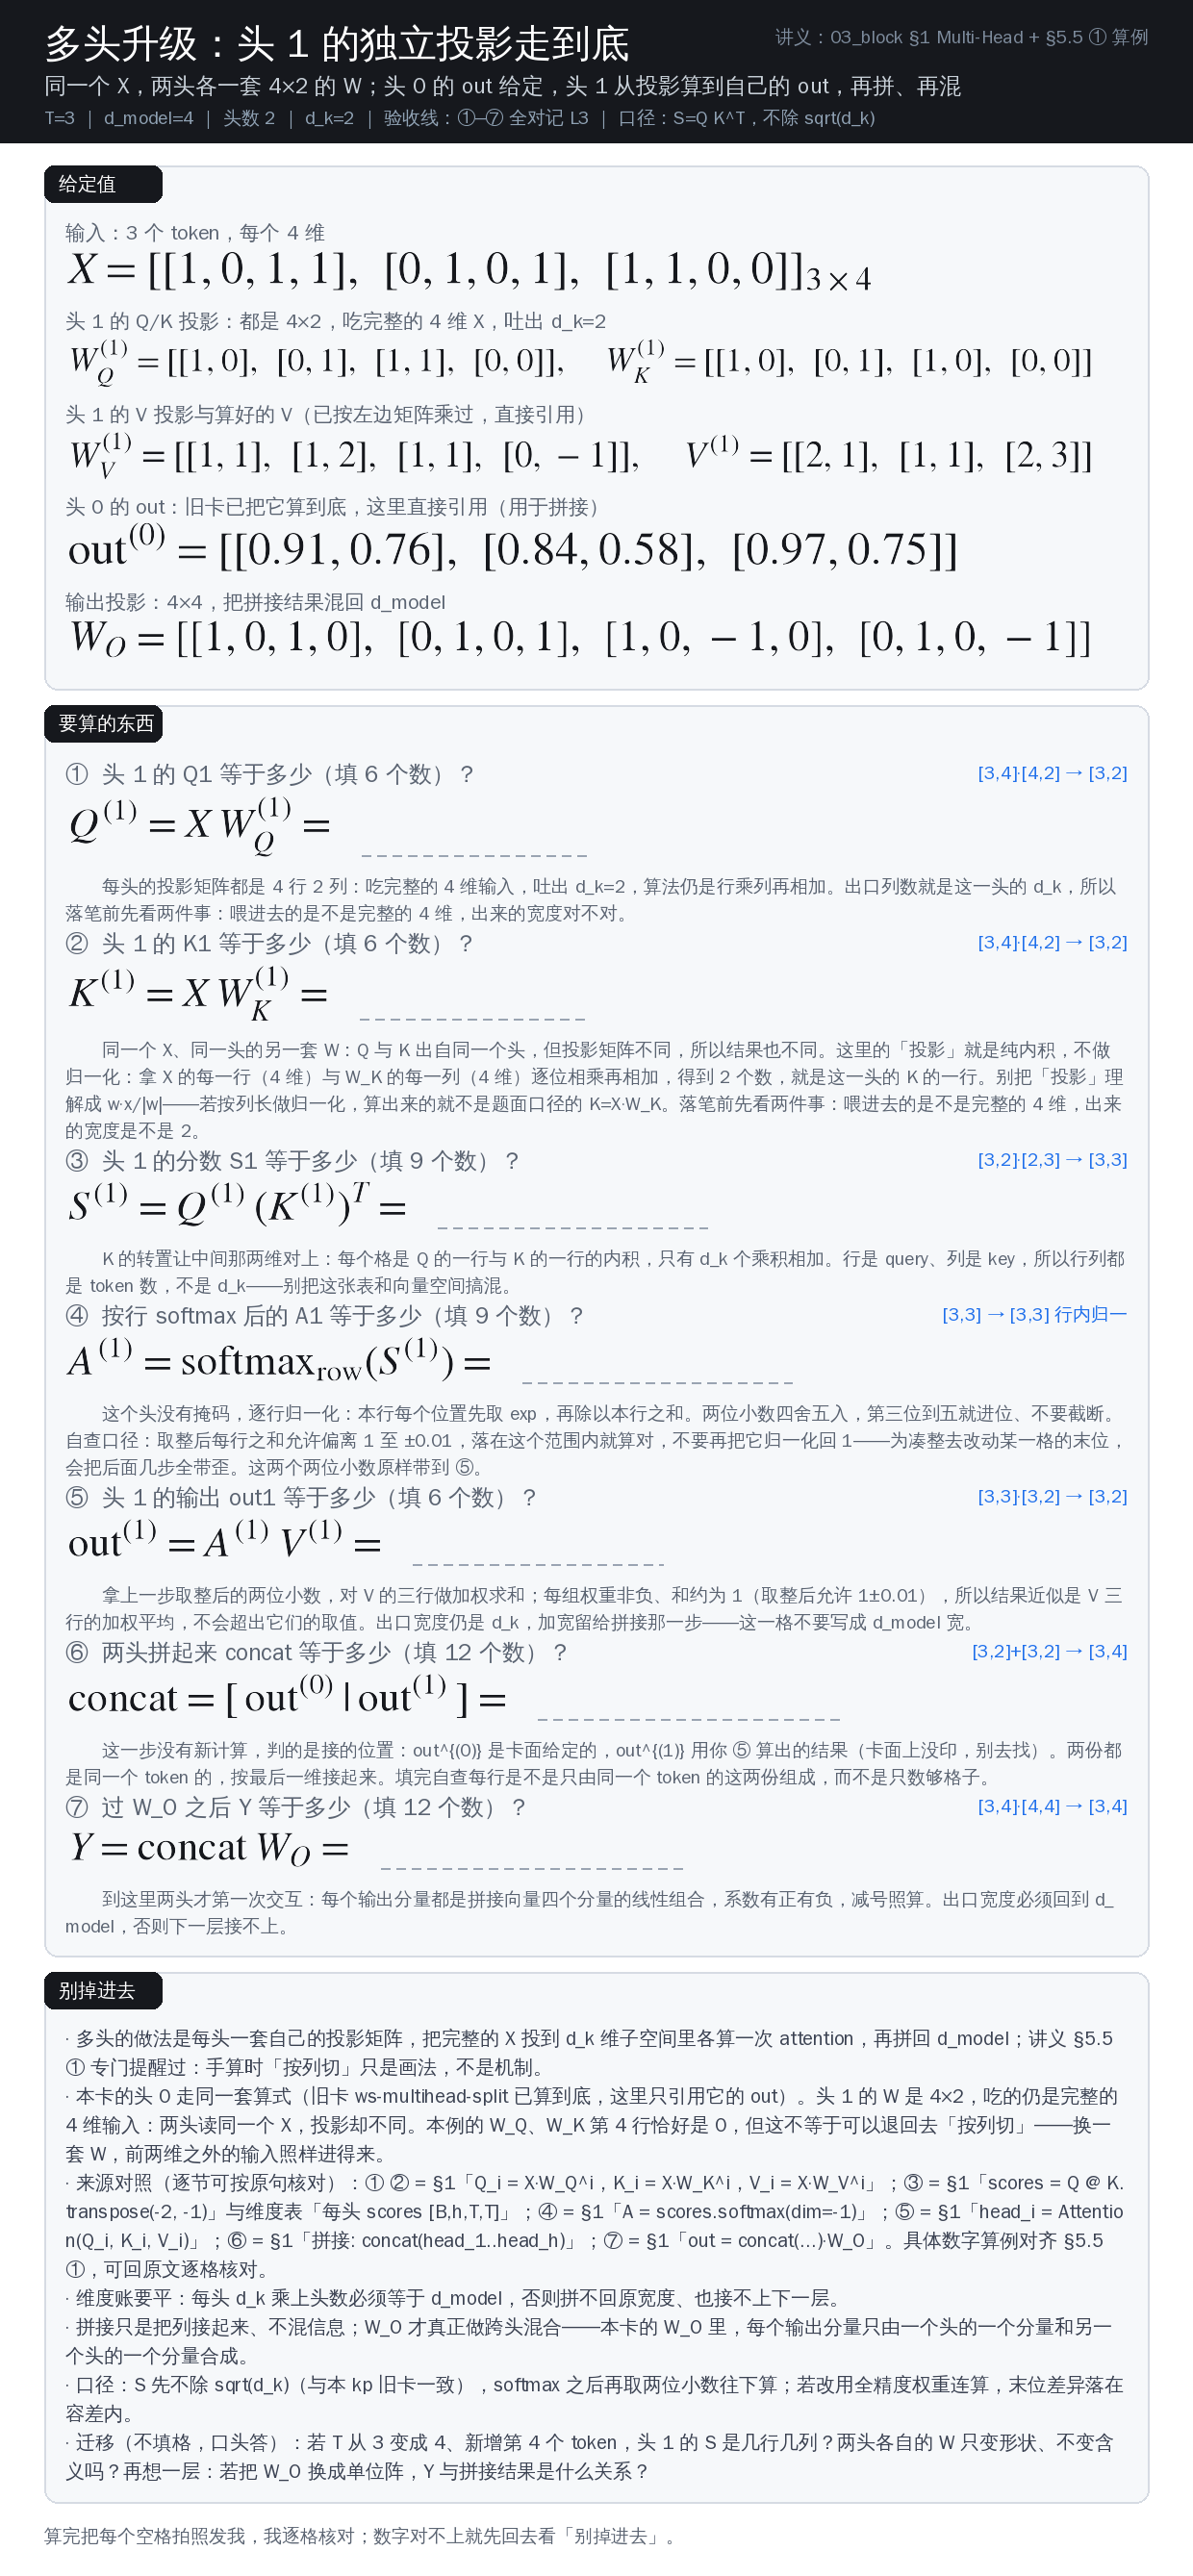 多头升级：头 1 的独立投影走到底
讲义：03_block §1 Multi-Head + §5.5 ① 算例
同一个 X，两头各一套 4×2 的 W；头 0 的 out 给定，头 1 从投影算到自己的 out，再拼、再混
T=3 ｜ d_model=4 ｜ 头数 2 ｜ d_k=2 ｜ 验收线：①–⑦ 全对记 L3 ｜ 口径：S=Q K^T，不除 sqrt(d_k)
给定值
输入：3 个 token，每个 4 维
X = [[1, 0, 1, 1], [0, 1, 0, 1], [1, 1, 0, 0]]_{3×4}
头 1 的 Q/K 投影：都是 4×2，吃完整的 4 维 X，吐出 d_k=2
W_Q^{(1)} = [[1, 0], [0, 1], [1, 1], [0, 0]], W_K^{(1)} = [[1, 0], [0, 1], [1, 0], [0, 0]]
头 1 的 V 投影与算好的 V（已按左边矩阵乘过，直接引用）
W_V^{(1)} = [[1, 1], [1, 2], [1, 1], [0, −1]], V^{(1)} = [[2, 1], [1, 1], [2, 3]]
头 0 的 out：旧卡已把它算到底，这里直接引用（用于拼接）
out^{(0)} = [[0.91, 0.76], [0.84, 0.58], [0.97, 0.75]]
输出投影：4×4，把拼接结果混回 d_model
W_O = [[1, 0, 1, 0], [0, 1, 0, 1], [1, 0, −1, 0], [0, 1, 0, −1]]
要算的东西
① 头 1 的 Q1 等于多少（填 6 个数）？
[3,4]·[4,2] → [3,2]
Q^{(1)} = X W_Q^{(1)} =
每头的投影矩阵都是 4 行 2 列：吃完整的 4 维输入，吐出 d_k=2，算法仍是行乘列再相加。出口列数就是这一头的 d_k，所以
落笔前先看两件事：喂进去的是不是完整的 4 维，出来的宽度对不对。
② 头 1 的 K1 等于多少（填 6 个数）？
[3,4]·[4,2] → [3,2]
K^{(1)} = X W_K^{(1)} =
同一个 X、同一头的另一套 W：Q 与 K 出自同一个头，但投影矩阵不同，所以结果也不同。这里的「投影」就是纯内积，不做
归一化：拿 X 的每一行（4 维）与 W_K 的每一列（4 维）逐位相乘再相加，得到 2 个数，就是这一头的 K 的一行。别把「投影」理
解成 w·x/|w|——若按列长做归一化，算出来的就不是题面口径的 K=X·W_K。落笔前先看两件事：喂进去的是不是完整的 4 维，出来
的宽度是不是 2。
③ 头 1 的分数 S1 等于多少（填 9 个数）？
[3,2]·[2,3] → [3,3]
S^{(1)} = Q^{(1)} (K^{(1)})^T =
K 的转置让中间那两维对上：每个格是 Q 的一行与 K 的一行的内积，只有 d_k 个乘积相加。行是 query、列是 key，所以行列都
是 token 数，不是 d_k——别把这张表和向量空间搞混。
④ 按行 softmax 后的 A1 等于多少（填 9 个数）？
[3,3] → [3,3] 行内归一
A^{(1)} = softmax_{row}(S^{(1)}) =
这个头没有掩码，逐行归一化：本行每个位置先取 exp，再除以本行之和。两位小数四舍五入，第三位到五就进位、不要截断。
自查口径：取整后每行之和允许偏离 1 至 ±0.01，落在这个范围内就算对，不要再把它归一化回 1——为凑整去改动某一格的末位，
会把后面几步全带歪。这两个两位小数原样带到 ⑤。
⑤ 头 1 的输出 out1 等于多少（填 6 个数）？
[3,3]·[3,2] → [3,2]
out^{(1)} = A^{(1)} V^{(1)} =
拿上一步取整后的两位小数，对 V 的三行做加权求和；每组权重非负、和约为 1（取整后允许 1±0.01），所以结果近似是 V 三
行的加权平均，不会超出它们的取值。出口宽度仍是 d_k，加宽留给拼接那一步——这一格不要写成 d_model 宽。
⑥ 两头拼起来 concat 等于多少（填 12 个数）？
[3,2]+[3,2] → [3,4]
concat = [ out^{(0)} | out^{(1)} ] =
这一步没有新计算，判的是接的位置：out^{(0)} 是卡面给定的，out^{(1)} 用你 ⑤ 算出的结果（卡面上没印，别去找）。两份都
是同一个 token 的，按最后一维接起来。填完自查每行是不是只由同一个 token 的这两份组成，而不是只数够格子。
⑦ 过 W_O 之后 Y 等于多少（填 12 个数）？
[3,4]·[4,4] → [3,4]
Y = concat W_O =
到这里两头才第一次交互：每个输出分量都是拼接向量四个分量的线性组合，系数有正有负，减号照算。出口宽度必须回到 d_
model，否则下一层接不上。
别掉进去
· 多头的做法是每头一套自己的投影矩阵，把完整的 X 投到 d_k 维子空间里各算一次 attention，再拼回 d_model；讲义 §5.5
① 专门提醒过：手算时「按列切」只是画法，不是机制。
· 本卡的头 0 走同一套算式（旧卡 ws-multihead-split 已算到底，这里只引用它的 out）。头 1 的 W 是 4×2，吃的仍是完整的
4 维输入：两头读同一个 X，投影却不同。本例的 W_Q、W_K 第 4 行恰好是 0，但这不等于可以退回去「按列切」——换一
套 W，前两维之外的输入照样进得来。
· 来源对照（逐节可按原句核对）：① ② = §1「Q_i = X·W_Q^i，K_i = X·W_K^i，V_i = X·W_V^i」；③ = §1「scores = Q @ K.
transpose(-2, -1)」与维度表「每头 scores [B,h,T,T]」；④ = §1「A = scores.softmax(dim=-1)」；⑤ = §1「head_i = Attentio
n(Q_i, K_i, V_i)」；⑥ = §1「拼接: concat(head_1..head_h)」；⑦ = §1「out = concat(...)·W_O」。具体数字算例对齐 §5.5
①，可回原文逐格核对。
· 维度账要平：每头 d_k 乘上头数必须等于 d_model，否则拼不回原宽度、也接不上下一层。
· 拼接只是把列接起来、不混信息；W_O 才真正做跨头混合——本卡的 W_O 里，每个输出分量只由一个头的一个分量和另一
个头的一个分量合成。
· 口径：S 先不除 sqrt(d_k)（与本 kp 旧卡一致），softmax 之后再取两位小数往下算；若改用全精度权重连算，末位差异落在
容差内。
· 迁移（不填格，口头答）：若 T 从 3 变成 4、新增第 4 个 token，头 1 的 S 是几行几列？两头各自的 W 只变形状、不变含
义吗？再想一层：若把 W_O 换成单位阵，Y 与拼接结果是什么关系？
算完把每个空格拍照发我，我逐格核对；数字对不上就先回去看「别掉进去」。